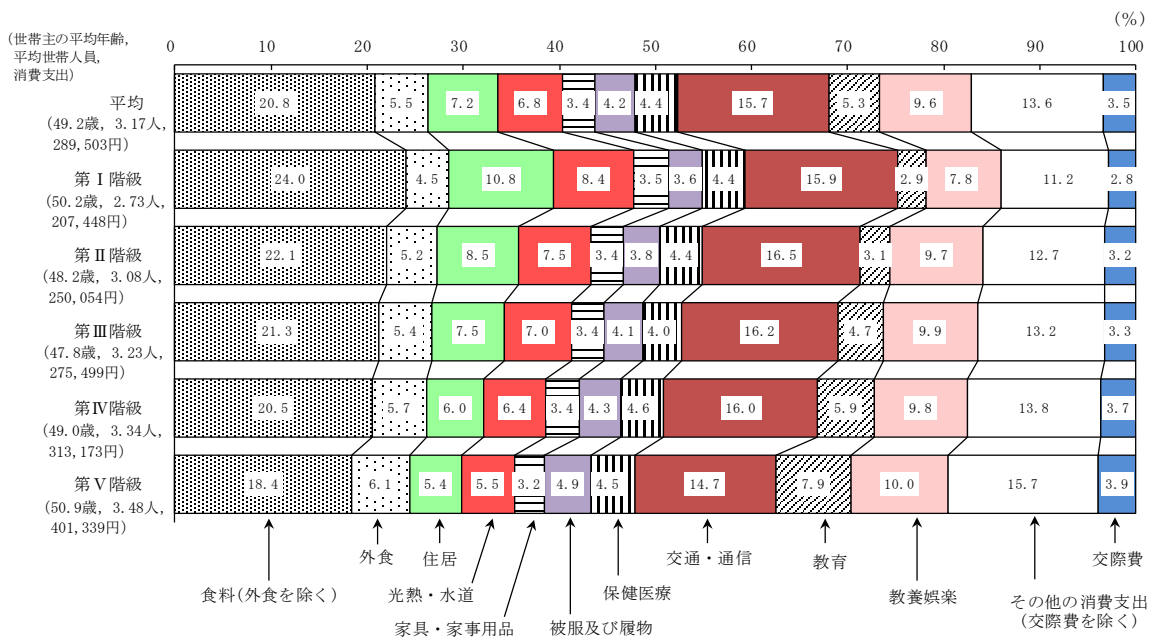 (%)
(世帯主の平均年齢,
平均世帯人員,
消費支出)
0 10 20 30 40 50 60 70 80 90 100
平均
(49.2歳, 3.17人,
289,503円)
20.8 5.5 7.2 6.8 3.4 4.2 4.4 15.7 5.3 9.6 13.6 3.5
第Ⅰ階級
(50.2歳, 2.73人,
207,448円)
24.0 4.5 10.8 8.4 3.5 3.6 4.4 15.9 2.9 7.8 11.2 2.8
第Ⅱ階級
(48.2歳, 3.08人,
250,054円)
22.1 5.2 8.5 7.5 3.4 3.8 4.4 16.5 3.1 9.7 12.7 3.2
第Ⅲ階級
(47.8歳, 3.23人,
275,499円)
21.3 5.4 7.5 7.0 3.4 4.1 4.0 16.2 4.7 9.9 13.2 3.3
第Ⅳ階級
(49.0歳, 3.34人,
313,173円)
20.5 5.7 6.0 6.4 3.4 4.3 4.6 16.0 5.9 9.8 13.8 3.7
第Ⅴ階級
(50.9歳, 3.48人,
401,339円)
18.4 6.1 5.4 5.5 3.2 4.9 4.5 14.7 7.9 10.0 15.7 3.9
外食 住居 交通・通信 教育 交際費
食料(外食を除く) 光熱・水道 保健医療 教養娯楽 その他の消費支出
(交際費を除く)
家具・家事用品 被服及び履物